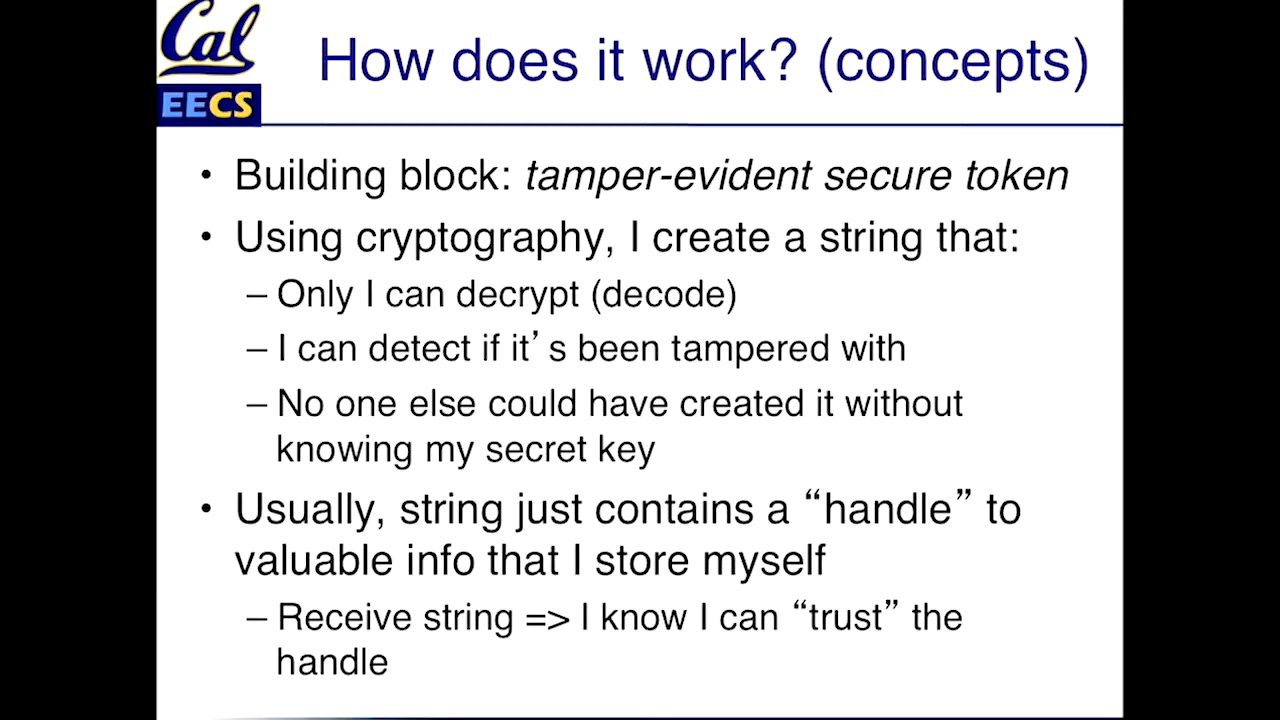 Cal
EECS
How does it work? (concepts)
• Building block: tamper-evident secure token
• Using cryptography, I create a string that:
– Only I can decrypt (decode)
– I can detect if it’s been tampered with
– No one else could have created it without
knowing my secret key
• Usually, string just contains a “handle” to
valuable info that I store myself
– Receive string => I know I can “trust” the
handle